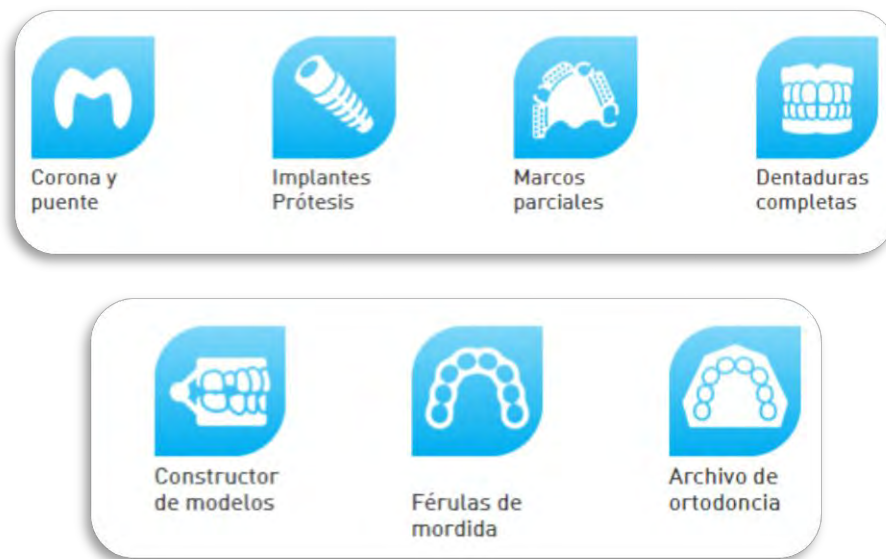 Corona y
puente
Implantes
Prótesis
Marcos
parciales
Dentaduras
completas
Constructor
de modelos
Férulas de
mordida
Archivo de
ortodoncia